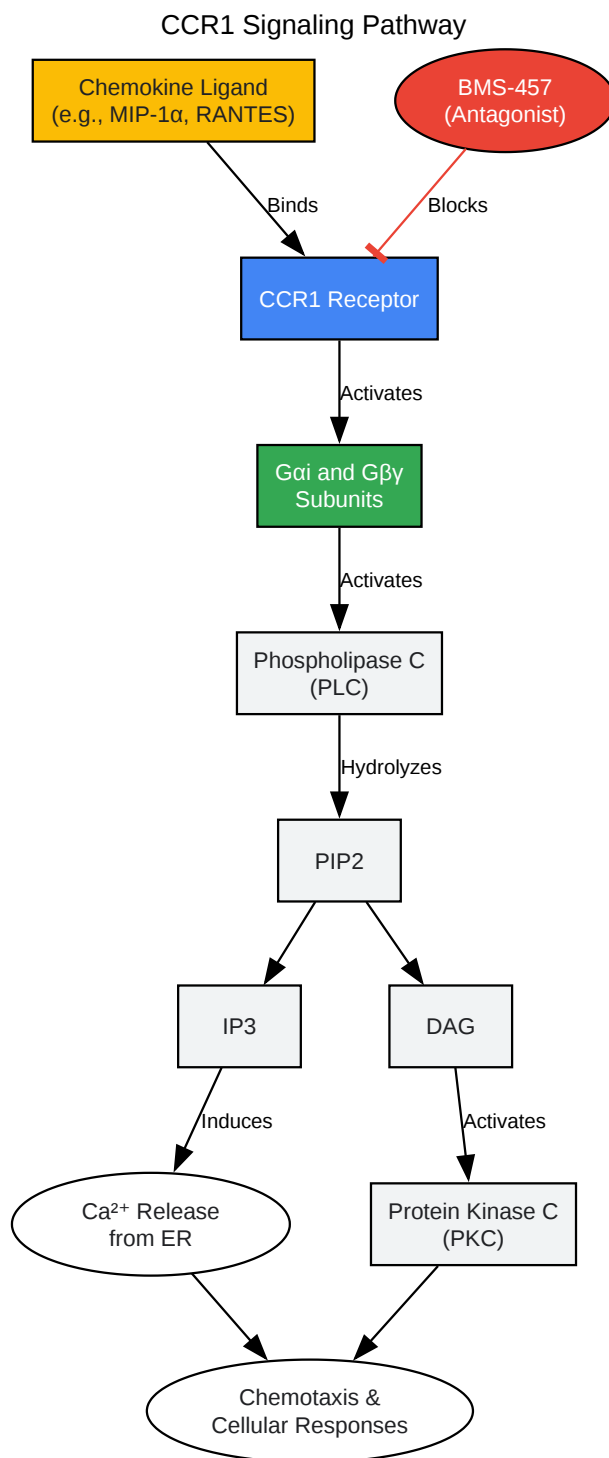 CCR1 Signaling Pathway
Chemokine Ligand
(e.g., MIP-1α, RANTES)
BMS-457
(Antagonist)
Binds
Blocks
CCR1 Receptor
Activates
Gαi and Gβγ
Subunits
Activates
Phospholipase C
(PLC)
Hydrolyzes
PIP2
IP3
DAG
Induces
Activates
Ca²⁺ Release
from ER
Protein Kinase C
(PKC)
Chemotaxis &
Cellular Responses